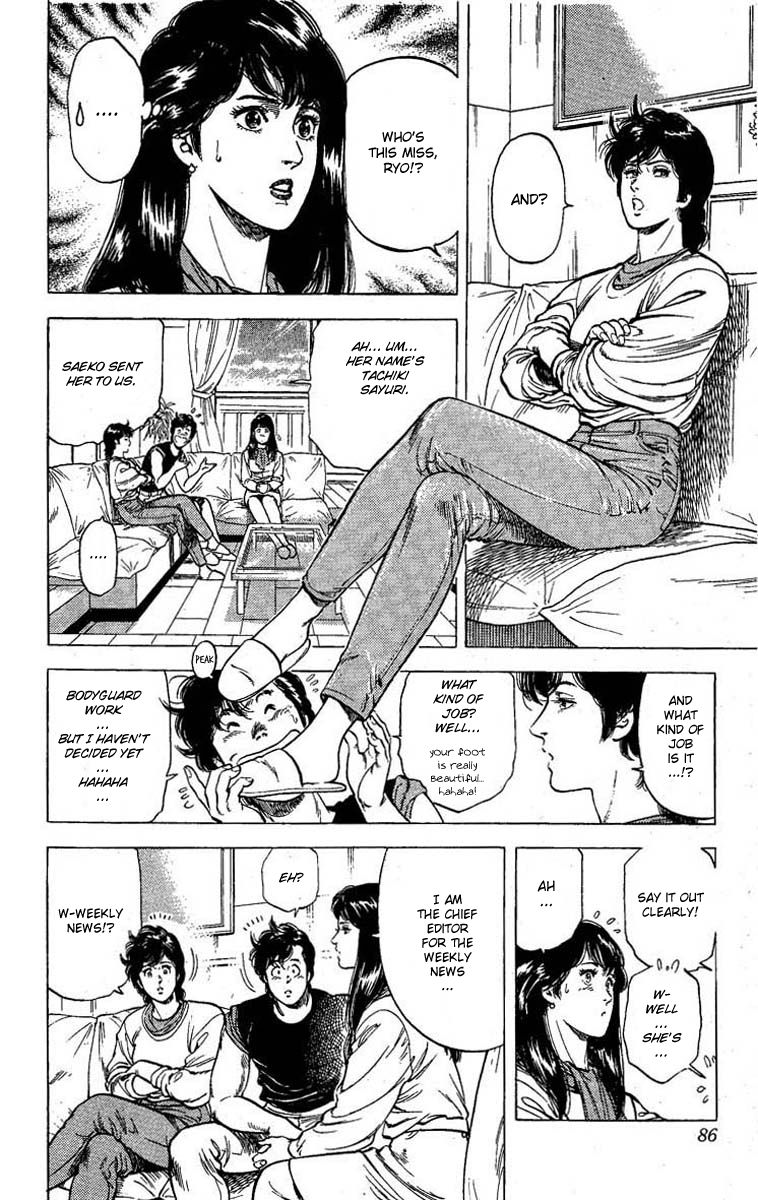 AND?
WHO'S
THIS MISS,
RYO!?
....
AH... UM...
HER NAME'S
TACHIKI
SAYURI.
SAEKO SENT
HER TO US.
....
AND
WHAT
KIND OF
JOB
IS IT
...!?
WHAT
KIND OF
JOB?
WELL...
your foot
is really
Beautiful...
hahaha!
PEAK
BODYGUARD
WORK
...
BUT I HAVEN'T
DECIDED YET
...
HAHAHA
...
SAY IT OUT
CLEARLY!
W-
WELL
...
SHE'S
...
AH
...
I AM
THE CHIEF
EDITOR
FOR THE
WEEKLY
NEWS
...
EH?
W-WEEKLY
NEWS!?
86